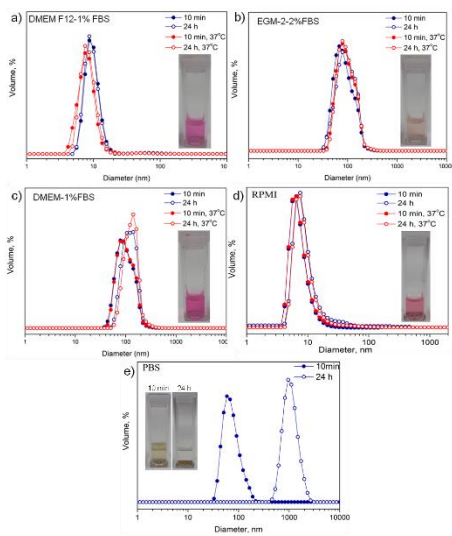 a) DMEM F12-1% FBS
10 min
24 h
10 min, 37°C
24 h, 37°C
Volume, %
1 10 100 1000
Diameter (nm)
b) EGM-2-2%FBS
10 min
24 h
10 min, 37°C
24 h, 37°C
Volume, %
1 10 100 1000
Diameter (nm)
c) DMEM-1%FBS
10 min
24 h
10 min, 37°C
24 h, 37°C
Volume, %
1 10 100 1000
Diameter (nm)
d) RPMI
10 min
24 h
10 min, 37°C
24 h, 37°C
Volume, %
1 10 100 1000
Diameter, nm
e) PBS
10min
24 h
10 min 24 h
Volume, %
1 10 100 1000 10000
Diameter, nm